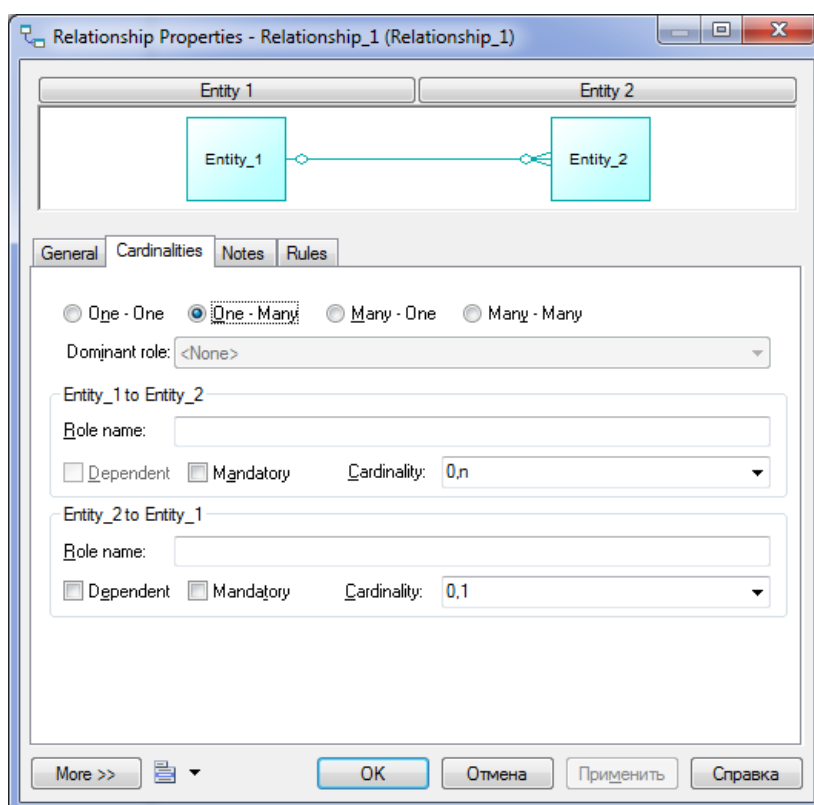 Relationship Properties - Relationship_1 (Relationship_1)
Entity 1 Entity 2
Entity_1 Entity_2
General Cardinalities Notes Rules
One - One One - Many Many - One Many - Many
Dominant role: <None>
Entity_1 to Entity_2
Role name:
Dependent Mandatory Cardinality: 0,n
Entity_2 to Entity_1
Role name:
Dependent Mandatory Cardinality: 0,1
More >> OK Отмена Применить Справка